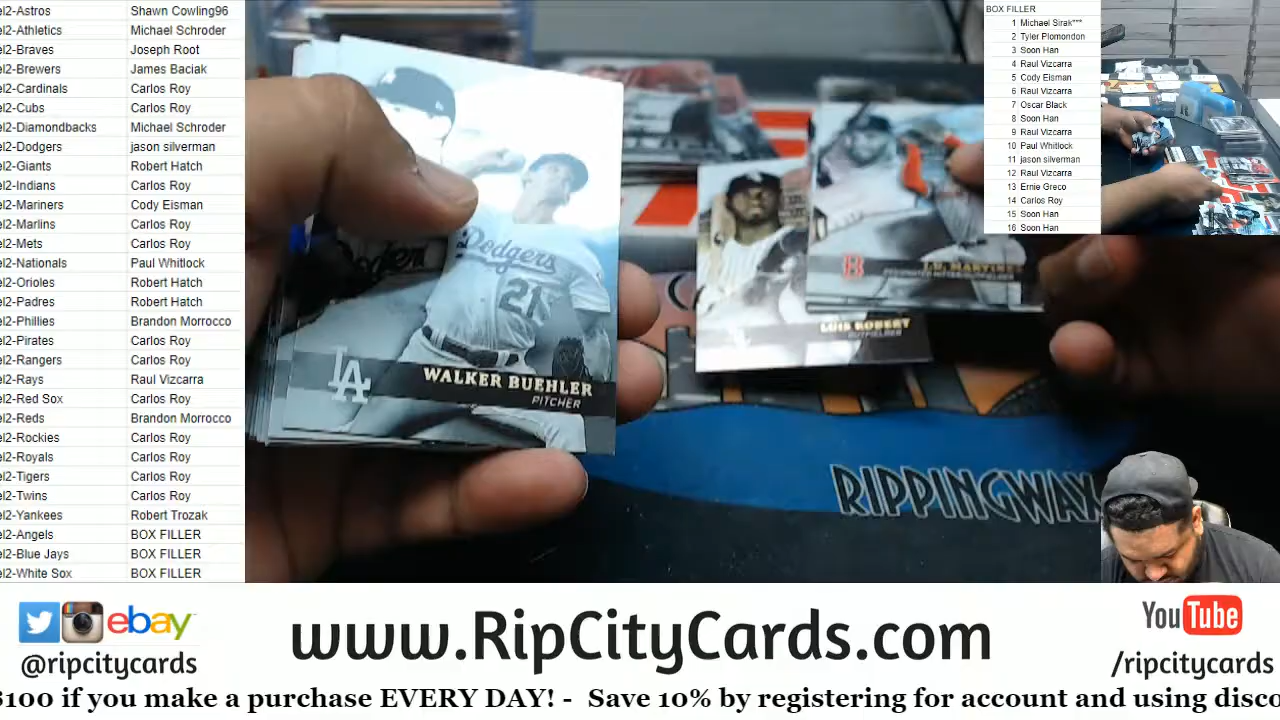 el2-Astros Shawn Cowling96
el2-Athletics Michael Schroder
el2-Braves Joseph Root
el2-Brewers James Baciak
el2-Cardinals Carlos Roy
el2-Cubs Carlos Roy
el2-Diamondbacks Michael Schroder
el2-Dodgers jason silverman
el2-Giants Robert Hatch
el2-Indians Carlos Roy
el2-Mariners Cody Eisman
el2-Marlins Carlos Roy
el2-Mets Carlos Roy
el2-Nationals Paul Whitlock
el2-Orioles Robert Hatch
el2-Padres Robert Hatch
el2-Phillies Brandon Morrocco
el2-Pirates Carlos Roy
el2-Rangers Carlos Roy
el2-Rays Raul Vizcarra
el2-Red Sox Carlos Roy
el2-Reds Brandon Morrocco
el2-Rockies Carlos Roy
el2-Royals Carlos Roy
el2-Tigers Carlos Roy
el2-Twins Carlos Roy
el2-Yankees Robert Trozak
el2-Angels BOX FILLER
el2-Blue Jays BOX FILLER
el2-White Sox BOX FILLER
Dodgers
21
LA
WALKER BUEHLER
PITCHER
B
J.D. MARTINEZ
LUIS ROBERT
OUTFIELDER
RIPPINGWAX
BOX FILLER
1 Michael Sirak***
2 Tyler Plomondon
3 Soon Han
4 Raul Vizcarra
5 Cody Eisman
6 Raul Vizcarra
7 Oscar Black
8 Soon Han
9 Raul Vizcarra
10 Paul Whitlock
11 jason silverman
12 Raul Vizcarra
13 Ernie Greco
14 Carlos Roy
15 Soon Han
16 Soon Han
ebay
@ripcitycards
www.RipCityCards.com
YouTube
/ripcitycards
$100 if you make a purchase EVERY DAY! - Save 10% by registering for account and using disco